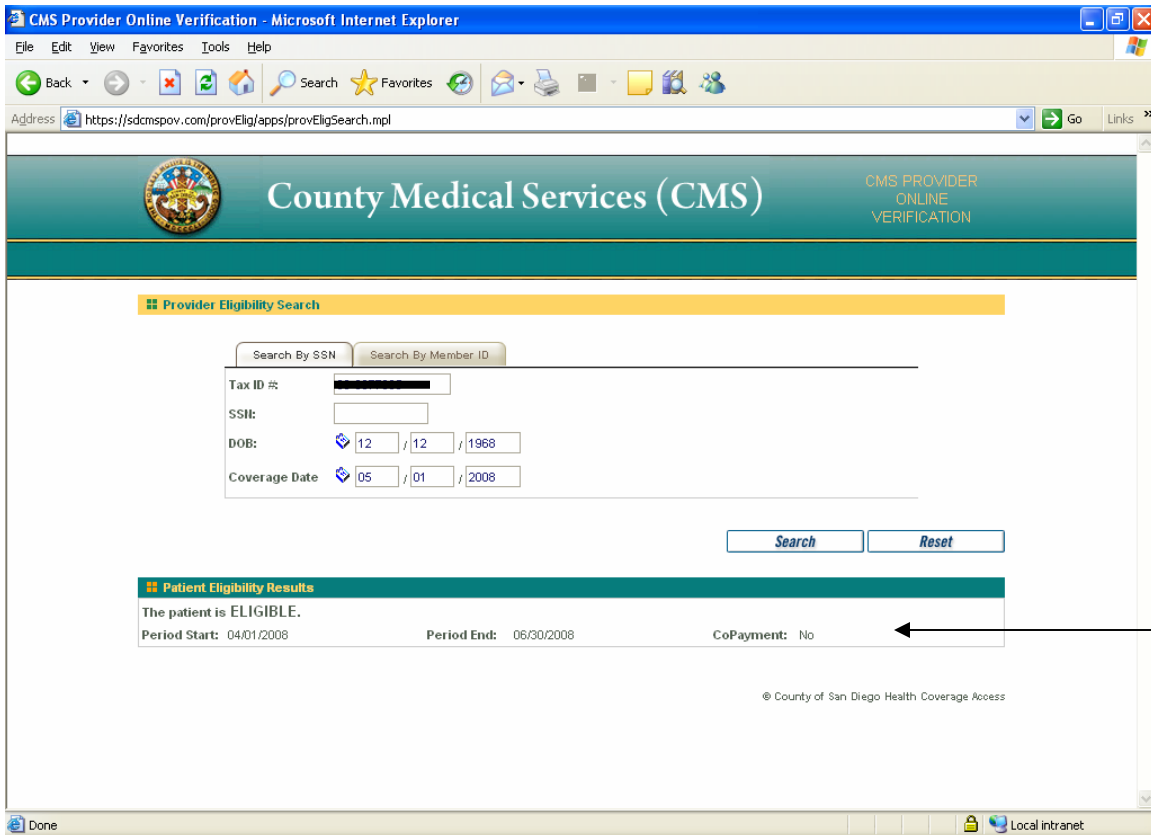 CMS Provider Online Verification - Microsoft Internet Explorer
File Edit View Favorites Tools Help
Back Search Favorites
Address https://sdcmspov.com/provElig/apps/provEligSearch.mpl Go Links »
County Medical Services (CMS)
CMS PROVIDER
ONLINE
VERIFICATION
Provider Eligibility Search
Search By SSN Search By Member ID
Tax ID #:
SSN:
DOB: 12 / 12 / 1968
Coverage Date 05 / 01 / 2008
Search Reset
Patient Eligibility Results
The patient is ELIGIBLE.
Period Start: 04/01/2008 Period End: 06/30/2008 CoPayment: No
© County of San Diego Health Coverage Access
Done Local intranet